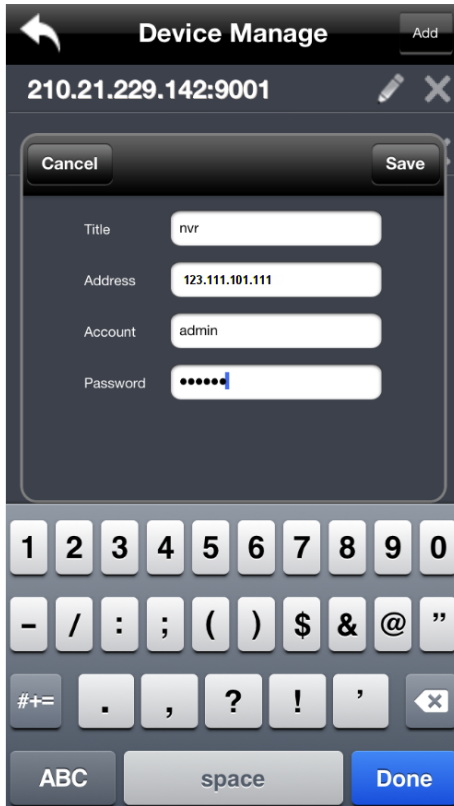 Device Manage
Add
210.21.229.142:9001
Cancel
Save
Title
nvr
Address
123.111.101.111
Account
admin
Password
••••••
1 2 3 4 5 6 7 8 9 0
- / : ; ( ) $ & @ ”
#+= . , ? ! ’
ABC space Done